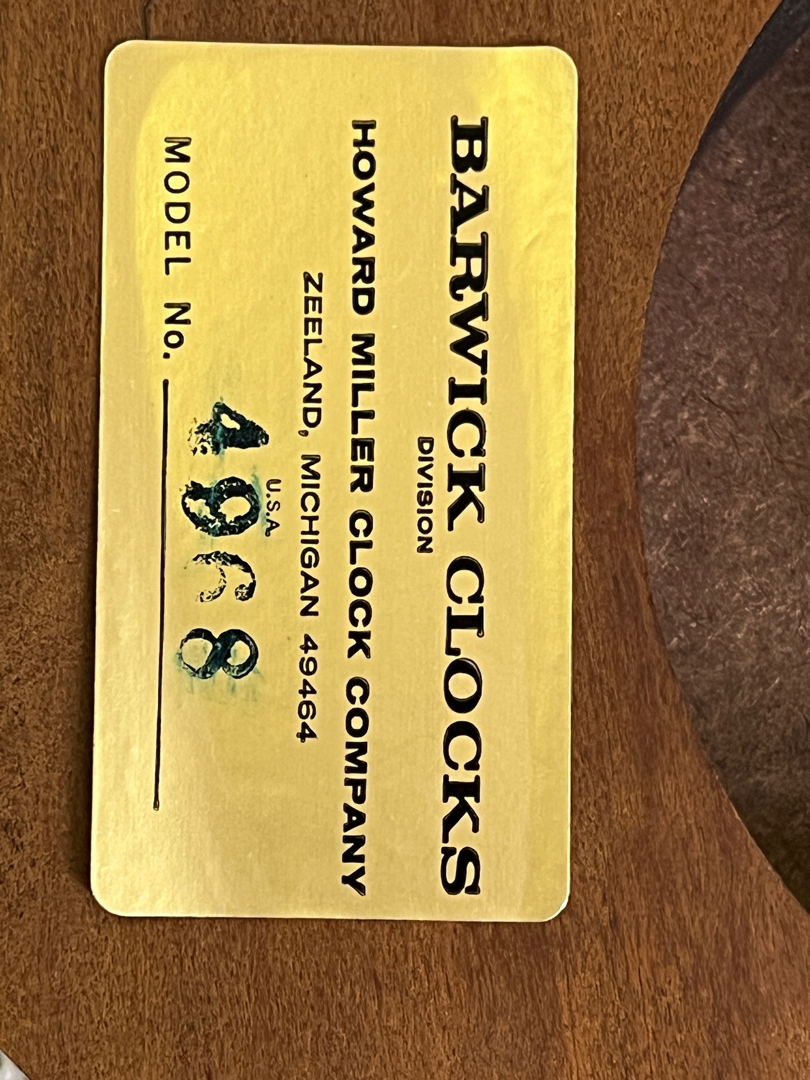 BARWICK CLOCKS
DIVISION
HOWARD MILLER CLOCK COMPANY
ZEELAND, MICHIGAN 49464
U.S.A.
MODEL No. 4968